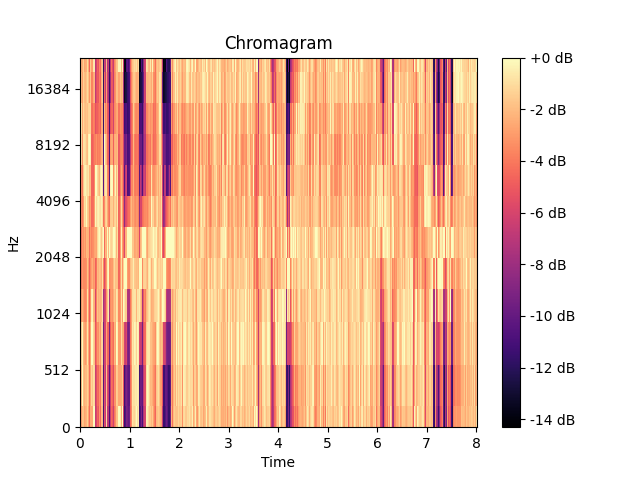 Chromagram
+0 dB
16384
-2 dB
8192
-4 dB
4096
-6 dB
Hz
2048
-8 dB
1024
-10 dB
512
-12 dB
0
-14 dB
0 1 2 3 4 5 6 7 8
Time